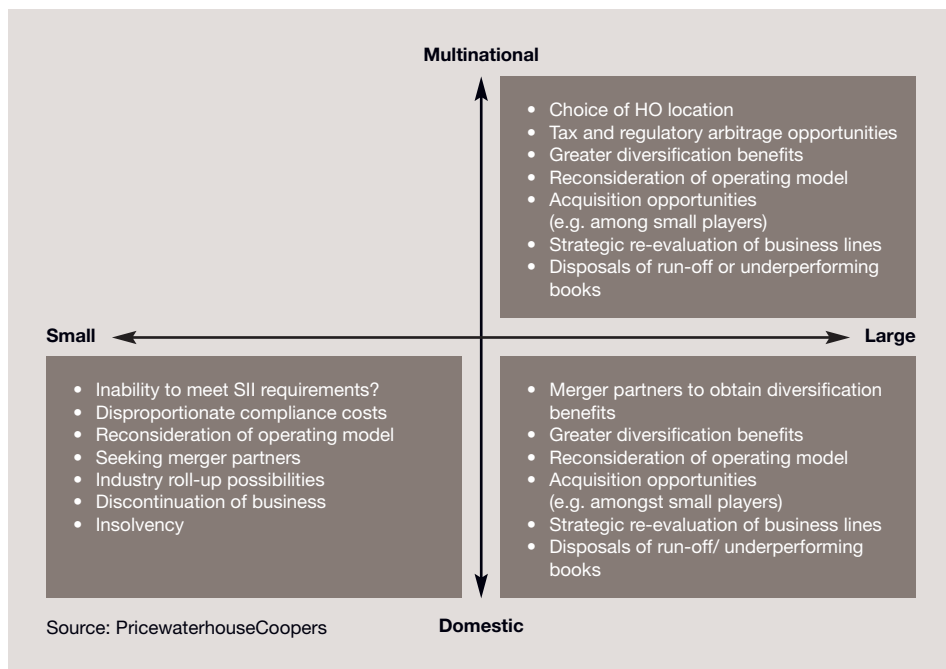 Multinational
• Choice of HO location
• Tax and regulatory arbitrage opportunities
• Greater diversification benefits
• Reconsideration of operating model
• Acquisition opportunities
(e.g. among small players)
• Strategic re-evaluation of business lines
• Disposals of run-off or underperforming
books
Small
Large
• Inability to meet SII requirements?
• Disproportionate compliance costs
• Reconsideration of operating model
• Seeking merger partners
• Industry roll-up possibilities
• Discontinuation of business
• Insolvency
• Merger partners to obtain diversification
benefits
• Greater diversification benefits
• Reconsideration of operating model
• Acquisition opportunities
(e.g. amongst small players)
• Strategic re-evaluation of business lines
• Disposals of run-off/ underperforming
books
Source: PricewaterhouseCoopers
Domestic